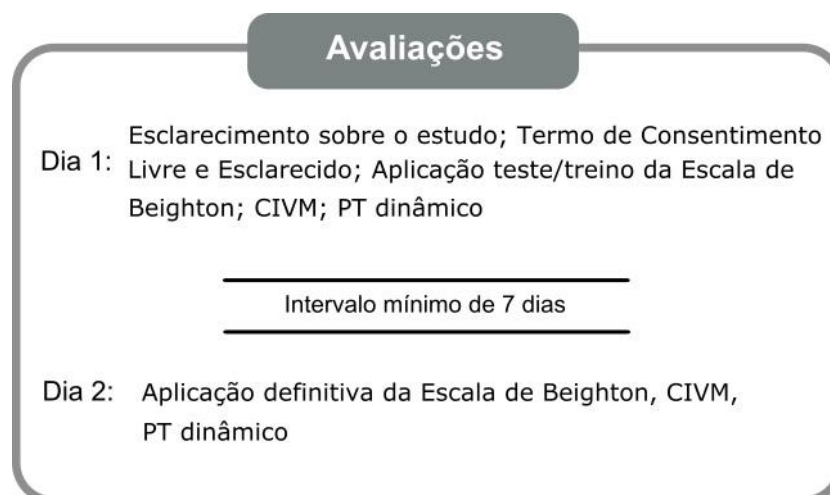 Avaliações
Dia 1: Esclarecimento sobre o estudo; Termo de Consentimento
Livre e Esclarecido; Aplicação teste/treino da Escala de
Beighton; CIVM; PT dinâmico
Intervalo mínimo de 7 dias
Dia 2: Aplicação definitiva da Escala de Beighton, CIVM,
PT dinâmico